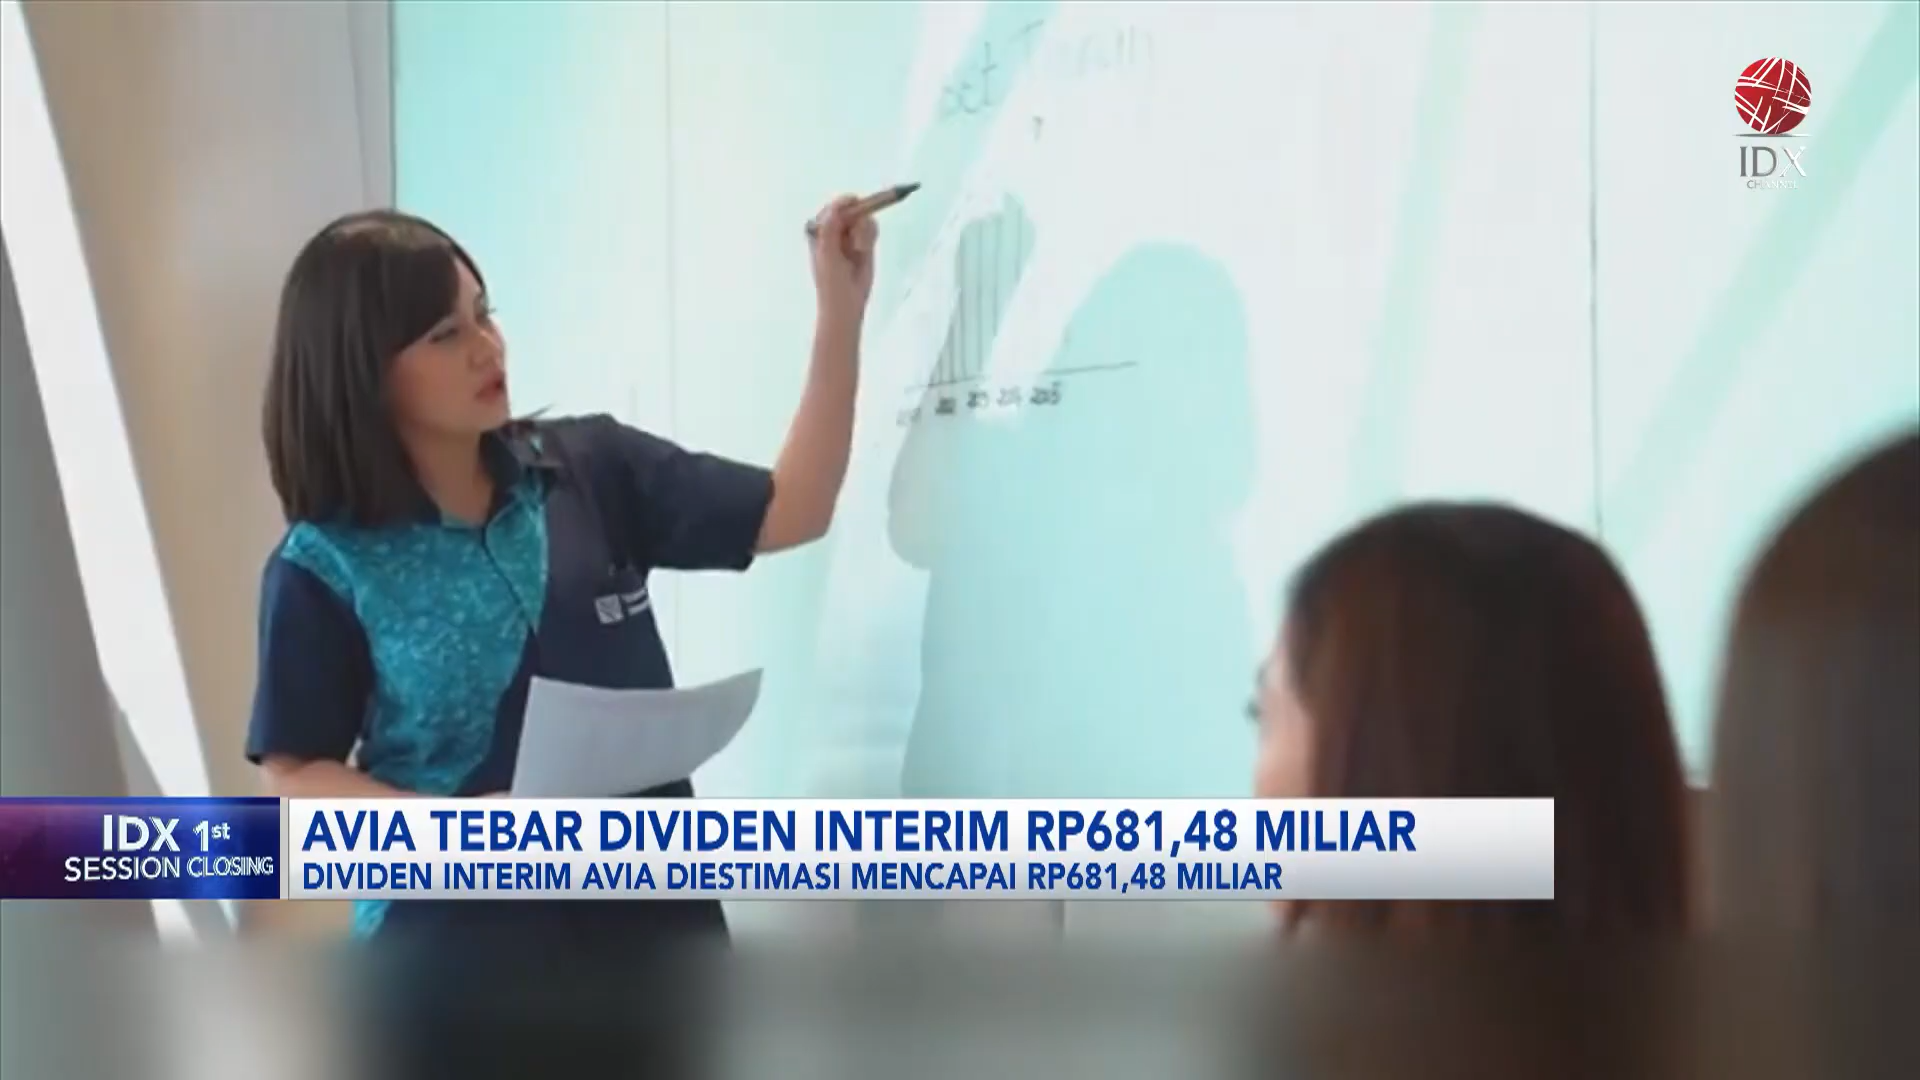 IDX
CHANNEL
IDX 1st
SESSION CLOSING
AVIA TEBAR DIVIDEN INTERIM RP681,48 MILIAR
DIVIDEN INTERIM AVIA DIESTIMASI MENCAPAI RP681,48 MILIAR